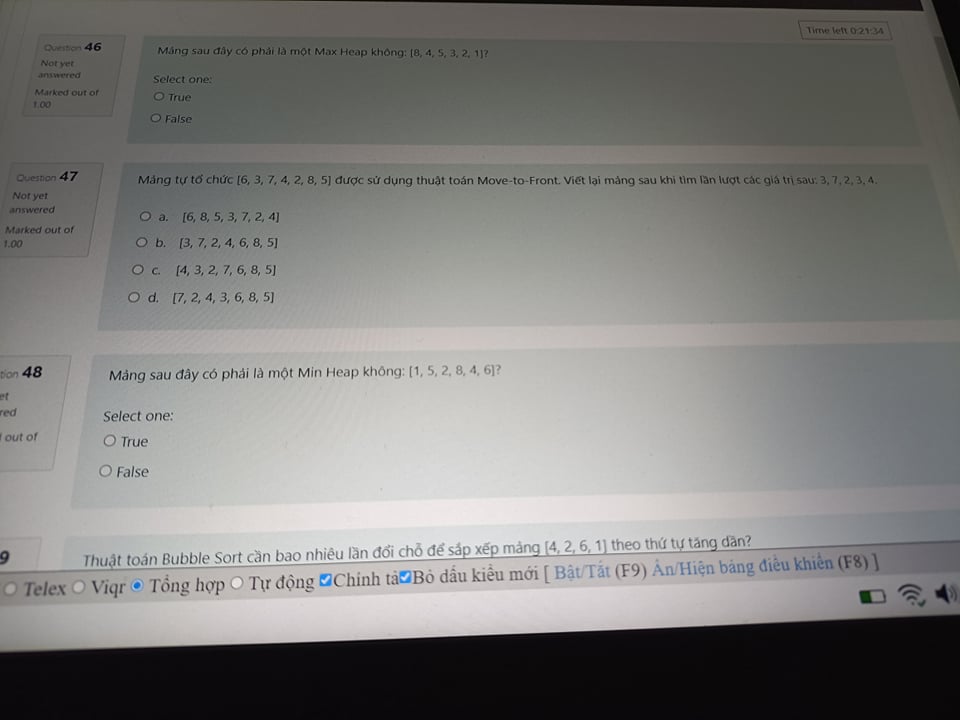 Time left 0:21:34
Question 46
Not yet
answered
Marked out of
1.00
Mảng sau đây có phải là một Max Heap không: [8, 4, 5, 3, 2, 1]?
Select one:
True
False
Question 47
Not yet
answered
Marked out of
1.00
Mảng tự tổ chức [6, 3, 7, 4, 2, 8, 5] được sử dụng thuật toán Move-to-Front. Viết lại mảng sau khi tìm lần lượt các giá trị sau: 3, 7, 2, 3, 4.
a. [6, 8, 5, 3, 7, 2, 4]
b. [3, 7, 2, 4, 6, 8, 5]
c. [4, 3, 2, 7, 6, 8, 5]
d. [7, 2, 4, 3, 6, 8, 5]
tion 48
et
red
out of
Mảng sau đây có phải là một Min Heap không: [1, 5, 2, 8, 4, 6]?
Select one:
True
False
9
Thuật toán Bubble Sort cần bao nhiêu lần đổi chỗ để sắp xếp mảng [4, 2, 6, 1] theo thứ tự tăng dần?
Telex Viqr Tổng hợp Tự động Chính tả Bỏ dấu kiểu mới [ Bật/Tắt (F9) Ẩn/Hiện bảng điều khiển (F8) ]